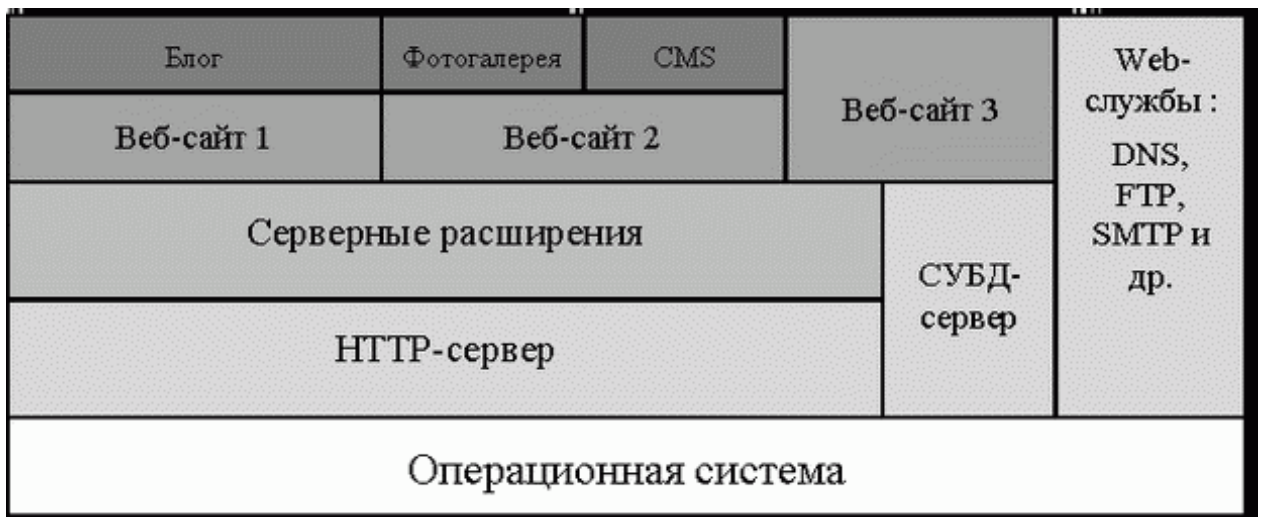 Блог
Фотогалерея
CMS
Веб-сайт 1
Веб-сайт 2
Веб-сайт 3
Web-
службы :
DNS,
FTP,
SMTP и
др.
Серверные расширения
СУБД-
сервер
HTTP-сервер
Операционная система